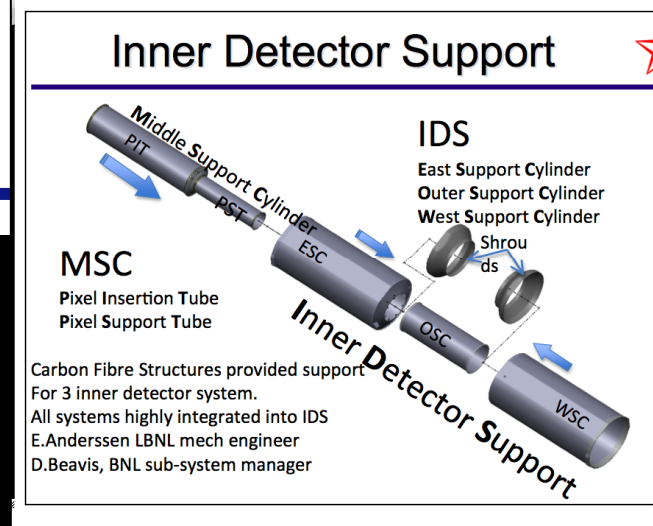 Inner Detector Support
Middle Support Cylinder
PIT
PST
IDS
East Support Cylinder
Outer Support Cylinder
West Support Cylinder
Shrou
ds
ESC
MSC
Pixel Insertion Tube
Pixel Support Tube
OSC
Inner Detector Support
WSC
Carbon Fibre Structures provided support
For 3 inner detector system.
All systems highly integrated into IDS
E.Anderssen LBNL mech engineer
D.Beavis, BNL sub-system manager